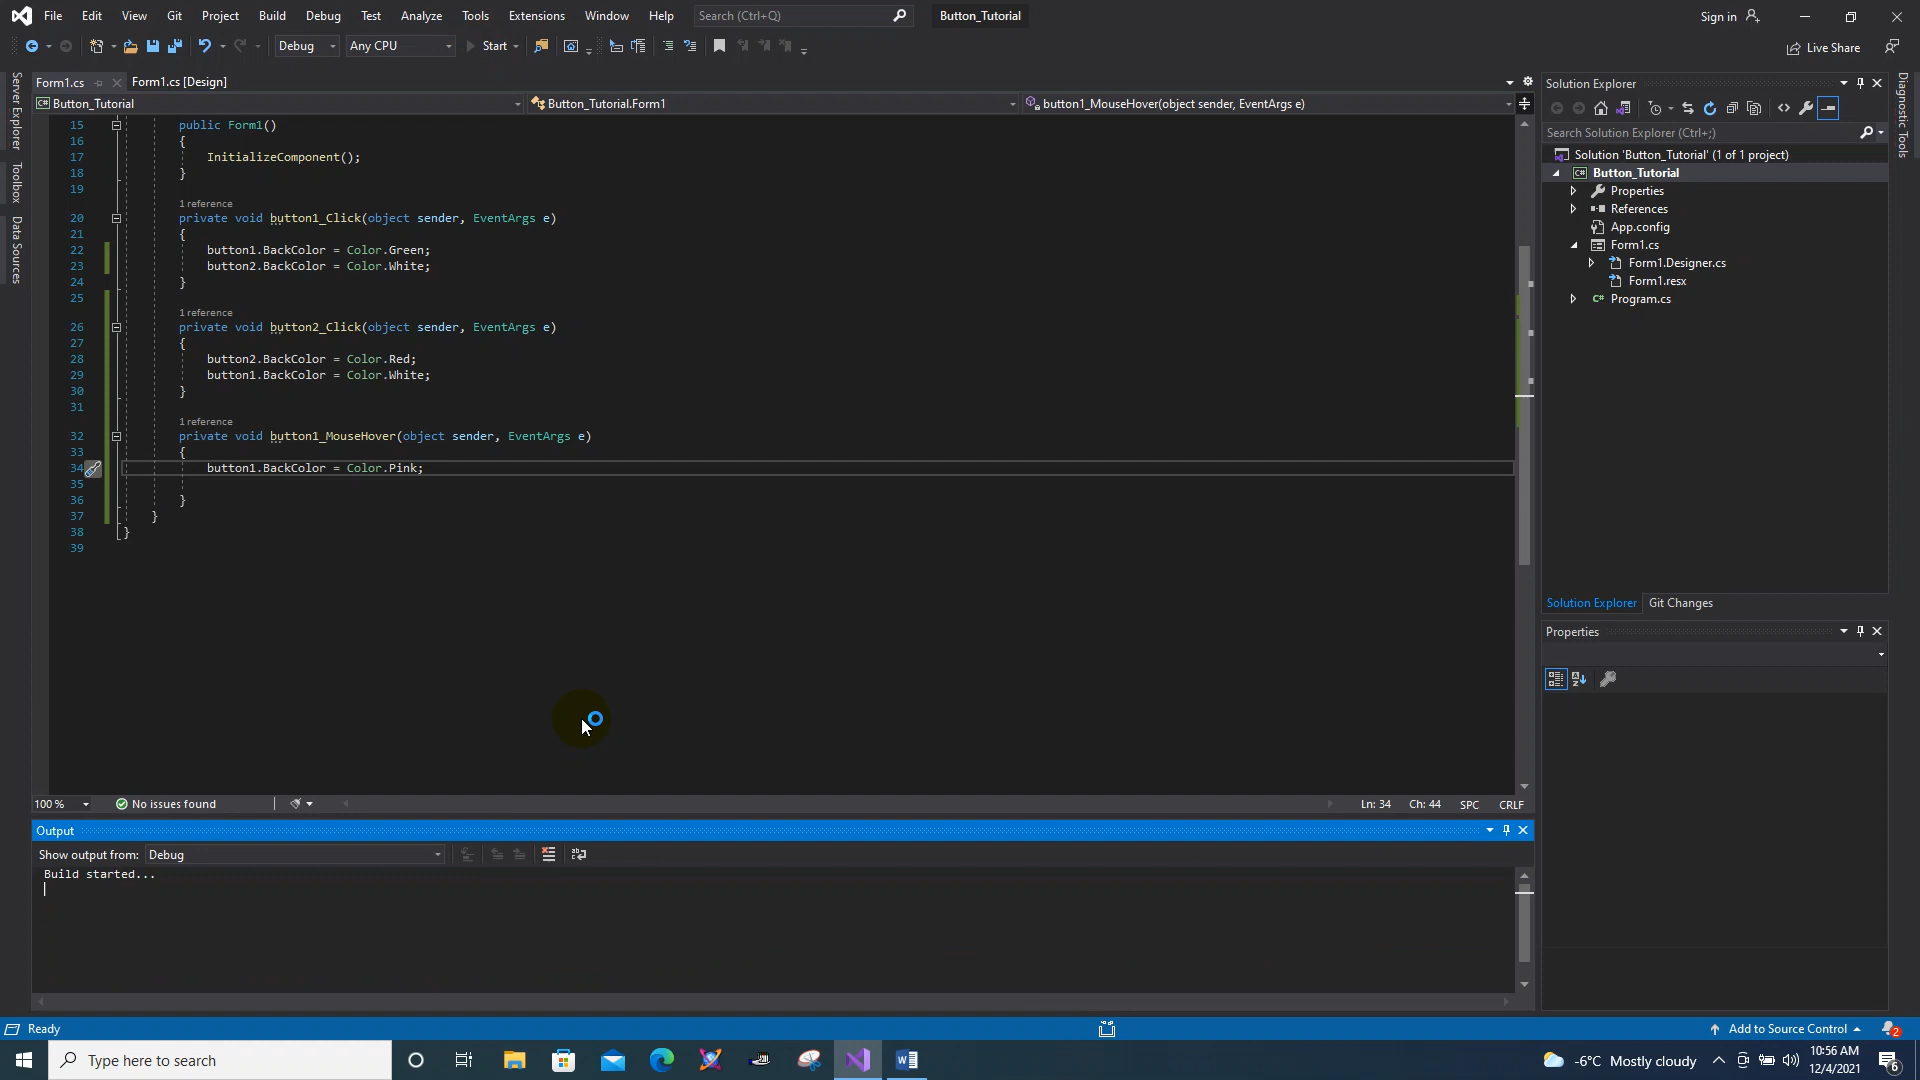 File Edit View Git Project Build Debug Test Analyze Tools Extensions Window Help Search (Ctrl+Q) Button_Tutorial Sign in
Debug Any CPU Start Live Share
Form1.cs Form1.cs [Design]
Button_Tutorial Button_Tutorial.Form1 button1_MouseHover(object sender, EventArgs e)
15 public Form1()
16 {
17 InitializeComponent();
18 }
19
1 reference
20 private void button1_Click(object sender, EventArgs e)
21 {
22 button1.BackColor = Color.Green;
23 button2.BackColor = Color.White;
24 }
25
1 reference
26 private void button2_Click(object sender, EventArgs e)
27 {
28 button2.BackColor = Color.Red;
29 button1.BackColor = Color.White;
30 }
31
1 reference
32 private void button1_MouseHover(object sender, EventArgs e)
33 {
34 button1.BackColor = Color.Pink;
35
36 }
37 }
38 }
39
100 % No issues found Ln: 34 Ch: 44 SPC CRLF
Output
Show output from: Debug
Build started...
Server Explorer
Toolbox
Data Sources
Solution Explorer
Search Solution Explorer (Ctrl+;)
Solution 'Button_Tutorial' (1 of 1 project)
C# Button_Tutorial
Properties
References
App.config
Form1.cs
Form1.Designer.cs
Form1.resx
C# Program.cs
Solution Explorer Git Changes
Properties
Diagnostic Tools
Ready Add to Source Control 2
Type here to search -6°C Mostly cloudy 10:56 AM
12/4/2021 6